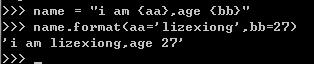 >>> name = "i am {aa},age {bb}"
>>> name.format(aa='lizexiong',bb=27)
'i am lizexiong,age 27'
>>>